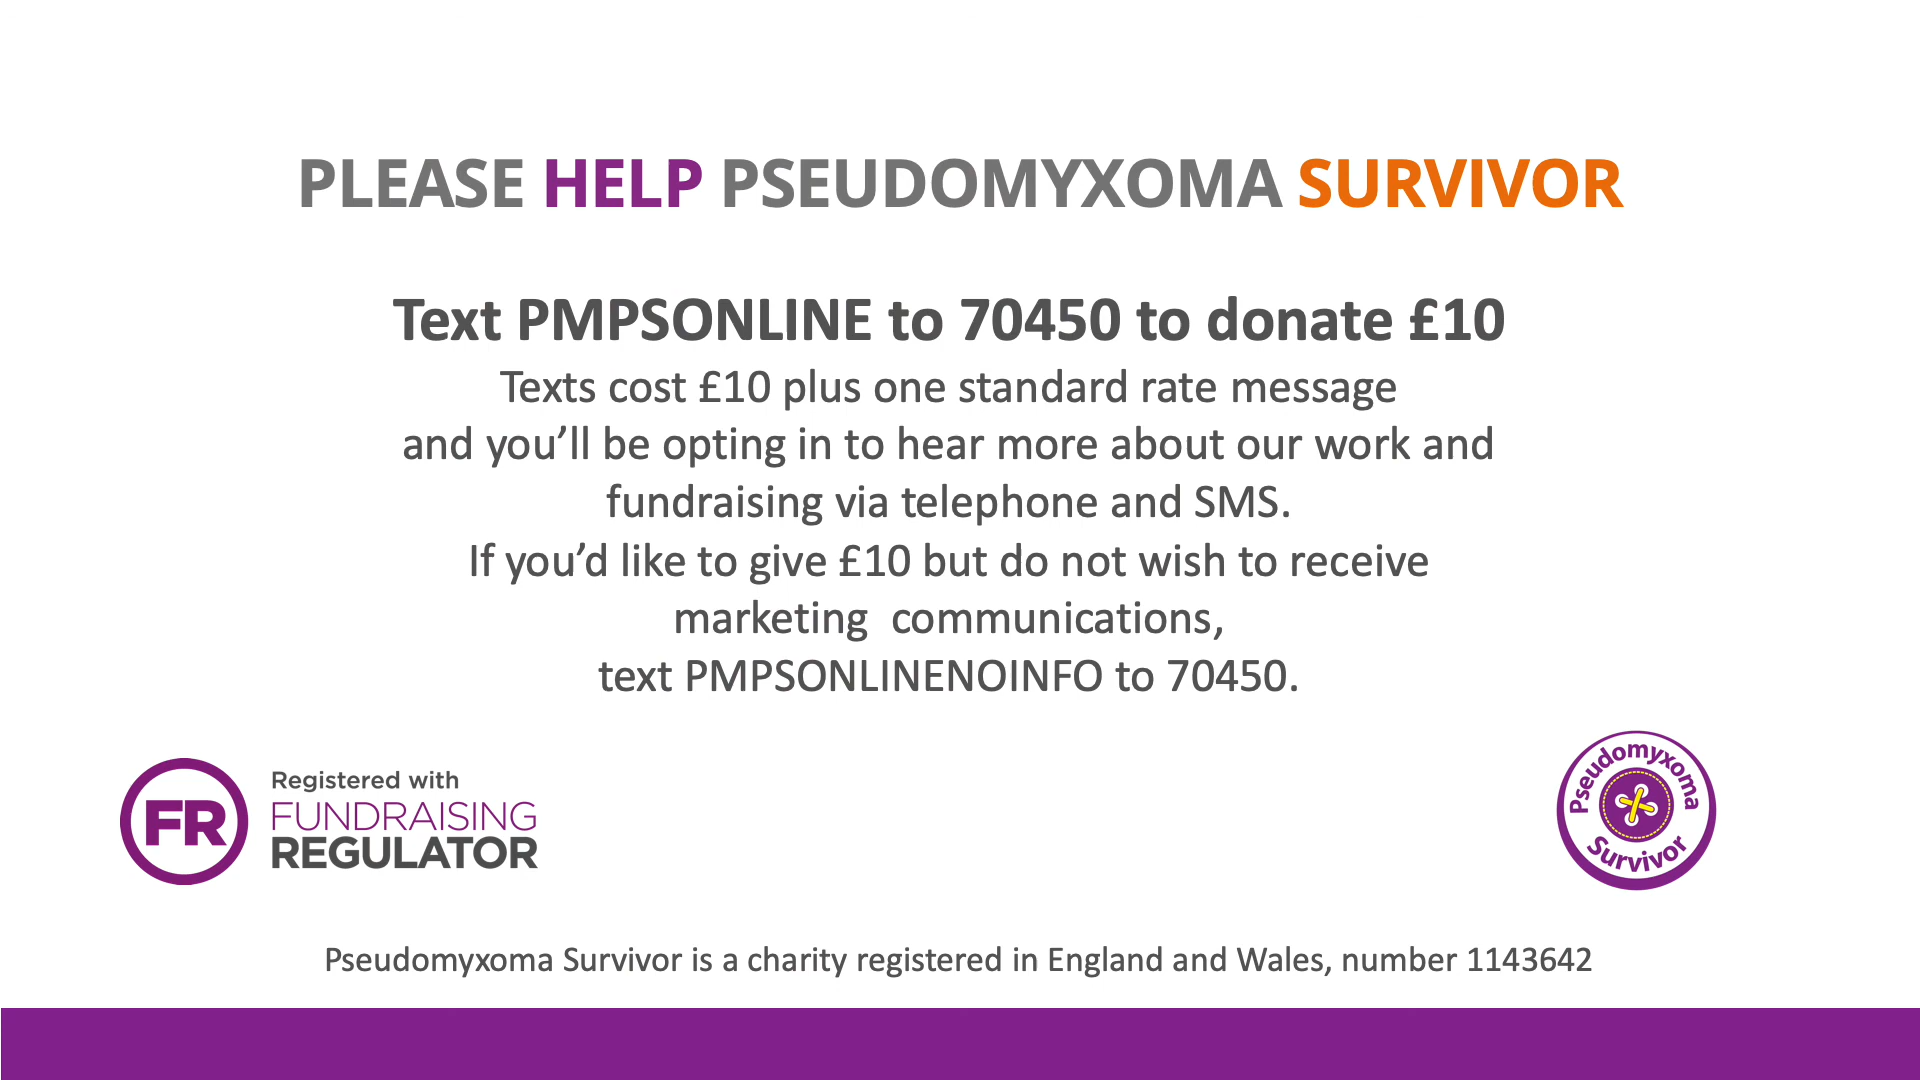 PLEASE HELP PSEUDOMYXOMA SURVIVOR
Text PMPSONLINE to 70450 to donate £10
Texts cost £10 plus one standard rate message
and you’ll be opting in to hear more about our work and
fundraising via telephone and SMS.
If you’d like to give £10 but do not wish to receive
marketing  communications,
text PMPSONLINENOINFO to 70450.
FR
Registered with
FUNDRAISING
REGULATOR
Pseudomyxoma
Survivor
Pseudomyxoma Survivor is a charity registered in England and Wales, number 1143642